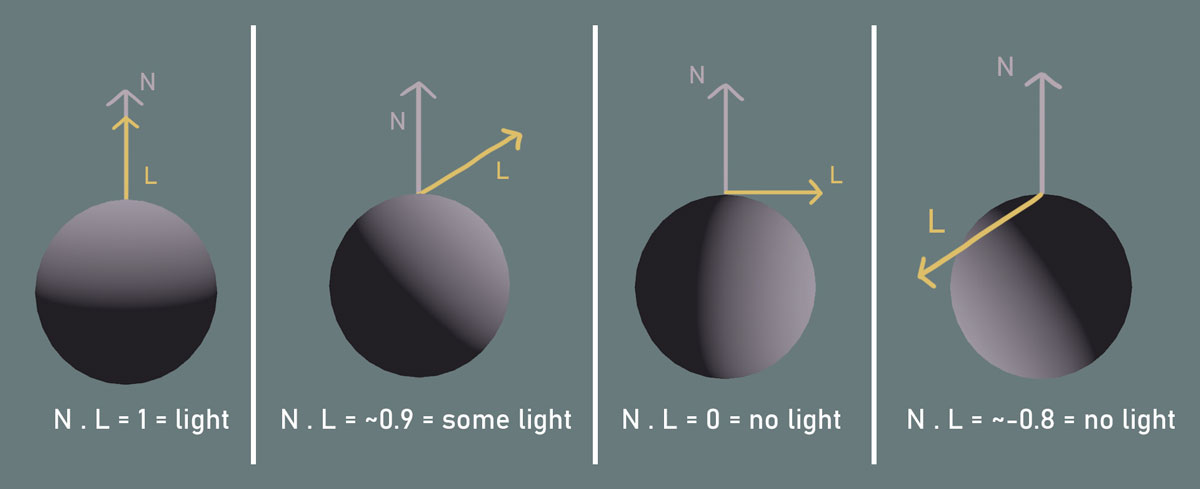 N
L
N . L = 1 = light
N
L
N . L = ~0.9 = some light
N
L
N . L = 0 = no light
N
L
N . L = ~-0.8 = no light